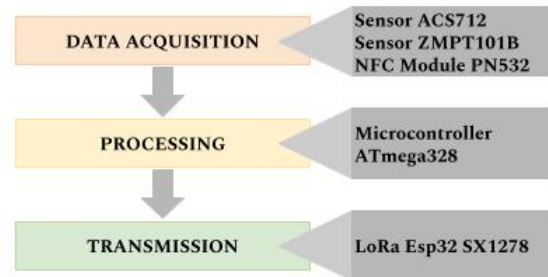 DATA ACQUISITION
Sensor ACS712
Sensor ZMPT101B
NFC Module PN532
PROCESSING
Microcontroller
ATmega328
TRANSMISSION
LoRa Esp32 SX1278